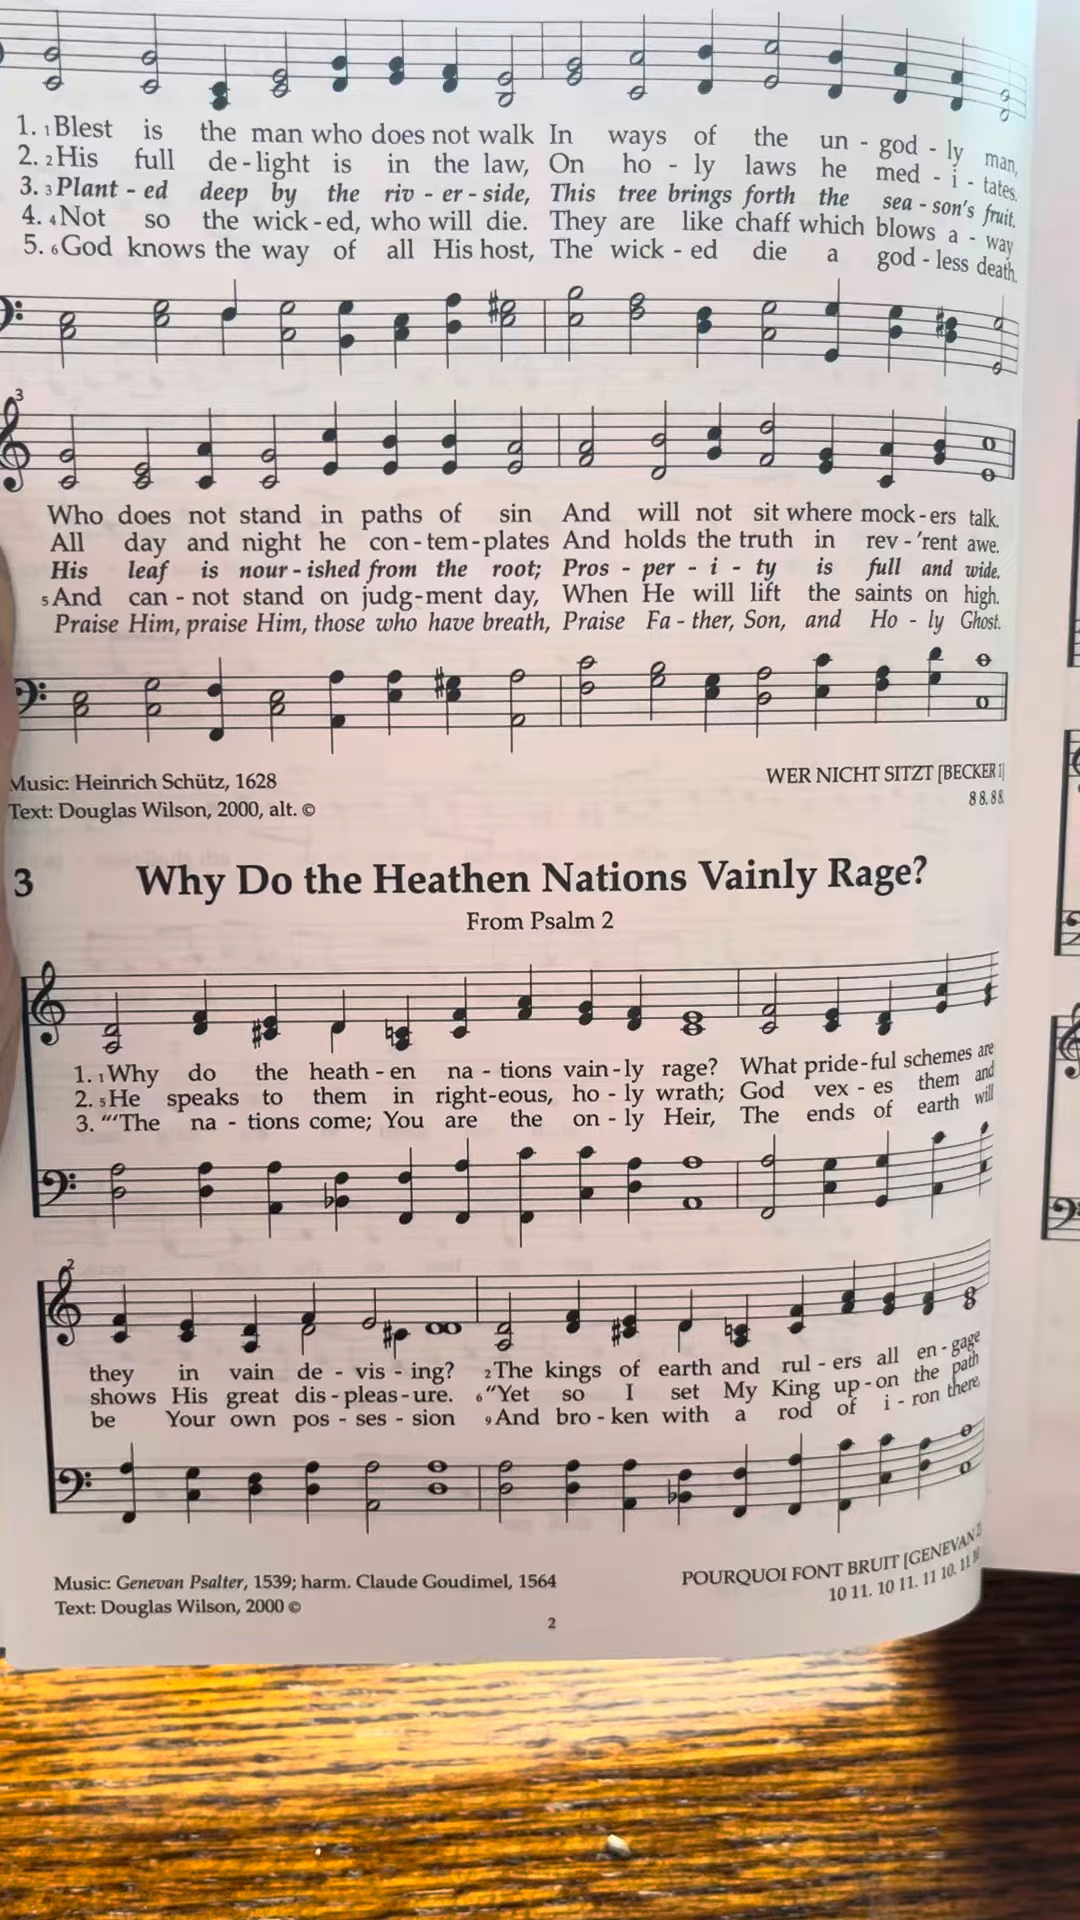 1. 1Blest is the man who does not walk In ways of the un - god - ly man,
2. 2His full de - light is in the law, On ho - ly laws he med - i - tates.
3. 3Plant - ed deep by the riv - er - side, This tree brings forth the sea - son's fruit.
4. 4Not so the wick - ed, who will die. They are like chaff which blows a - way
5. 6God knows the way of all His host, The wick - ed die a god - less death.
3
Who does not stand in paths of sin And will not sit where mock - ers talk.
All day and night he con - tem - plates And holds the truth in rev - 'rent awe.
His leaf is nour - ished from the root; Pros - per - i - ty is full and wide.
5And can - not stand on judg - ment day, When He will lift the saints on high.
Praise Him, praise Him, those who have breath, Praise Fa - ther, Son, and Ho - ly Ghost.
Music: Heinrich Schütz, 1628
Text: Douglas Wilson, 2000, alt. ©
WER NICHT SITZT [BECKER 1]
8 8. 8 8.
3 Why Do the Heathen Nations Vainly Rage?
From Psalm 2
1. 1Why do the heath - en na - tions vain - ly rage? What pride - ful schemes are
2. 5He speaks to them in right - eous, ho - ly wrath; God vex - es them and
3. "'The na - tions come; You are the on - ly Heir, The ends of earth will
2
they in vain de - vis - ing? 2The kings of earth and rul - ers all en - gage
shows His great dis - pleas - ure. 6"Yet so I set My King up - on the path
be Your own pos - ses - sion 9And bro - ken with a rod of i - ron there,
Music: Genevan Psalter, 1539; harm. Claude Goudimel, 1564
Text: Douglas Wilson, 2000 ©
POURQUOI FONT BRUIT [GENEVAN 2]
10 11. 10 11. 11 10. 11 10
2